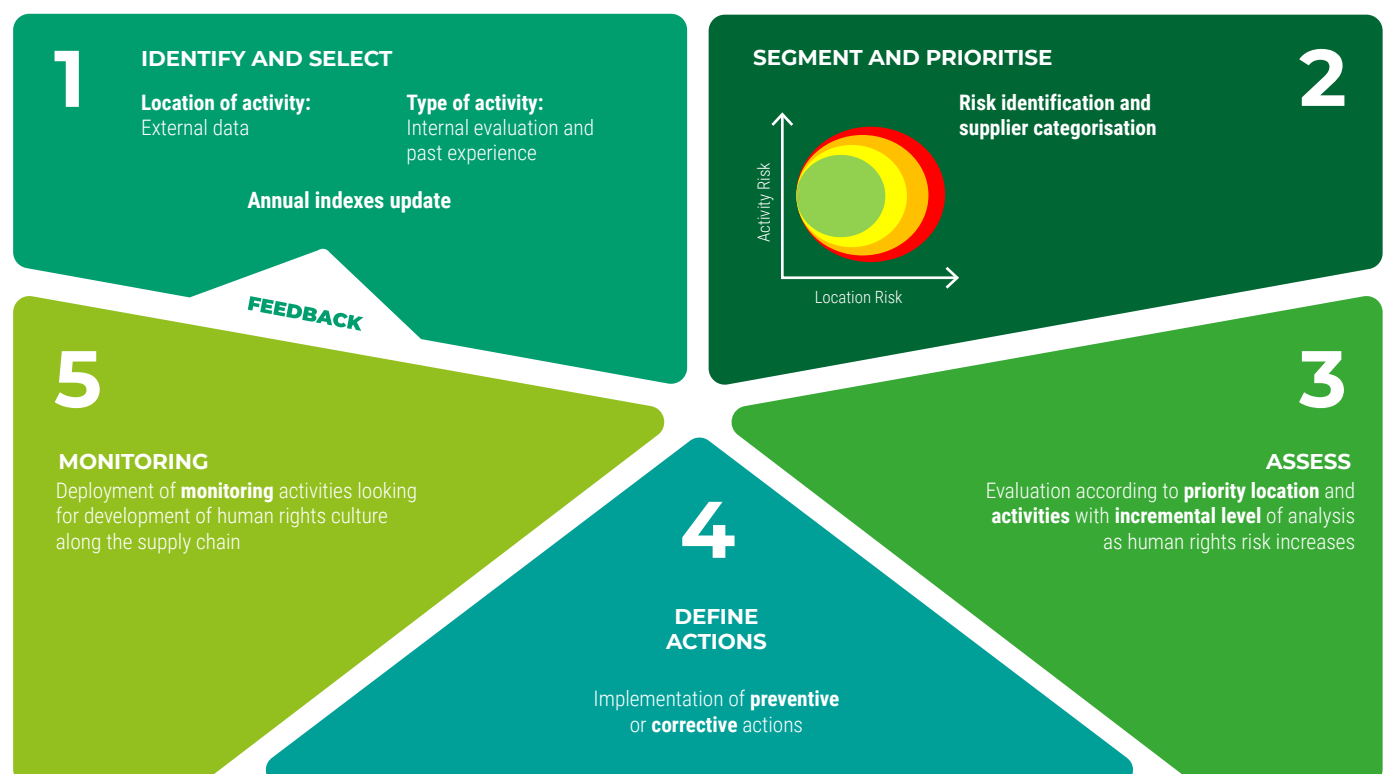 1
IDENTIFY AND SELECT
Location of activity:
External data
Type of activity:
Internal evaluation and
past experience
Annual indexes update
FEEDBACK
2
SEGMENT AND PRIORITISE
Risk identification and
supplier categorisation
Activity Risk
Location Risk
3
ASSESS
Evaluation according to priority location and
activities with incremental level of analysis
as human rights risk increases
4
DEFINE
ACTIONS
Implementation of preventive
or corrective actions
5
MONITORING
Deployment of monitoring activities looking
for development of human rights culture
along the supply chain